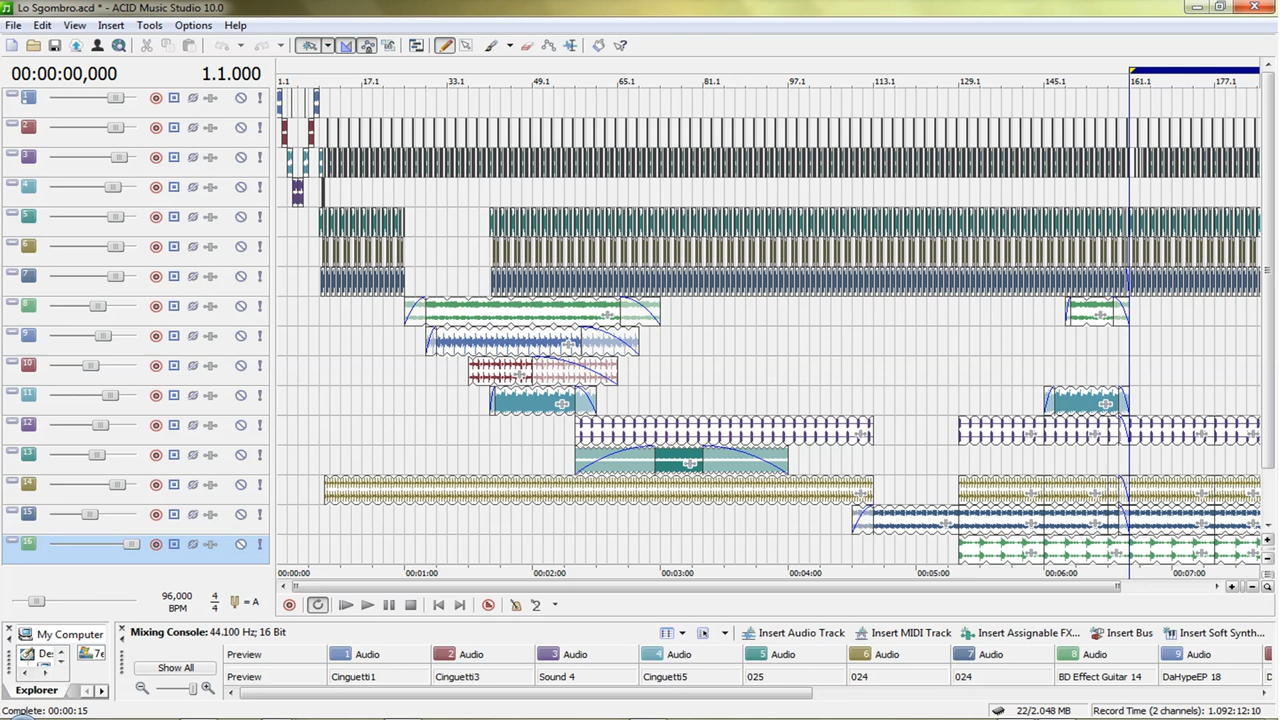 Lo Sgombro.acd * - ACID Music Studio 10.0
File Edit View Insert Tools Options Help
00:00:00,000 1.1.000
1.1 17.1 33.1 49.1 65.1 81.1 97.1 113.1 129.1 145.1 161.1 177.1
1
2
3
4
5
6
7
8
9
10
11
12
13
14
15
16
00:00:00 00:01:00 00:02:00 00:03:00 00:04:00 00:05:00 00:06:00 00:07:00
96,000 BPM 4/4 = A
My Computer Mixing Console: 44.100 Hz; 16 Bit Insert Audio Track Insert MIDI Track Insert Assignable FX... Insert Bus Insert Soft Synth...
Preview 1 Audio 2 Audio 3 Audio 4 Audio 5 Audio 6 Audio 7 Audio 8 Audio 9 Audio
Show All
Preview Cinguetti1 Cinguetti3 Sound 4 Cinguetti5 025 024 024 BD Effect Guitar 14 DaHypeEP 18
Explorer
Complete: 00:00:15 22/2.048 MB Record Time (2 channels): 1.092:12:10